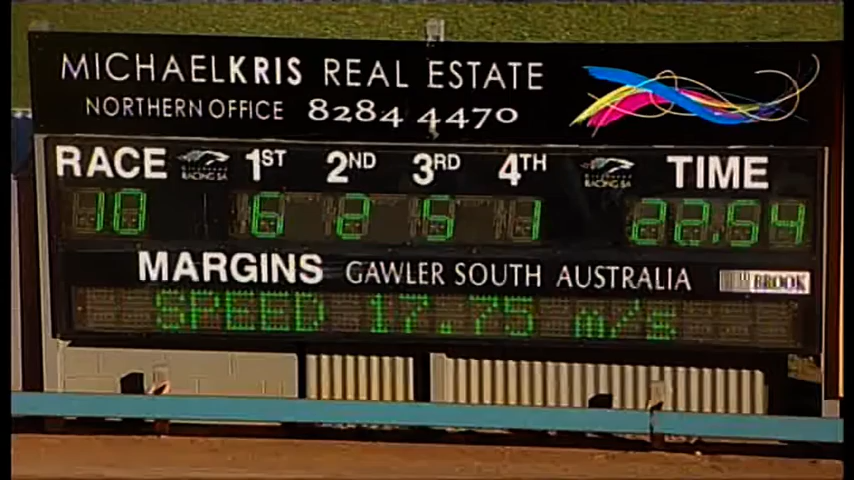 MICHAELKRIS REAL ESTATE
NORTHERN OFFICE 8284 4470
RACE 1ST 2ND 3RD 4TH TIME
10 6 2 5 1 22.54
MARGINS GAWLER SOUTH AUSTRALIA BROOK
SPEED 17.75 m/s